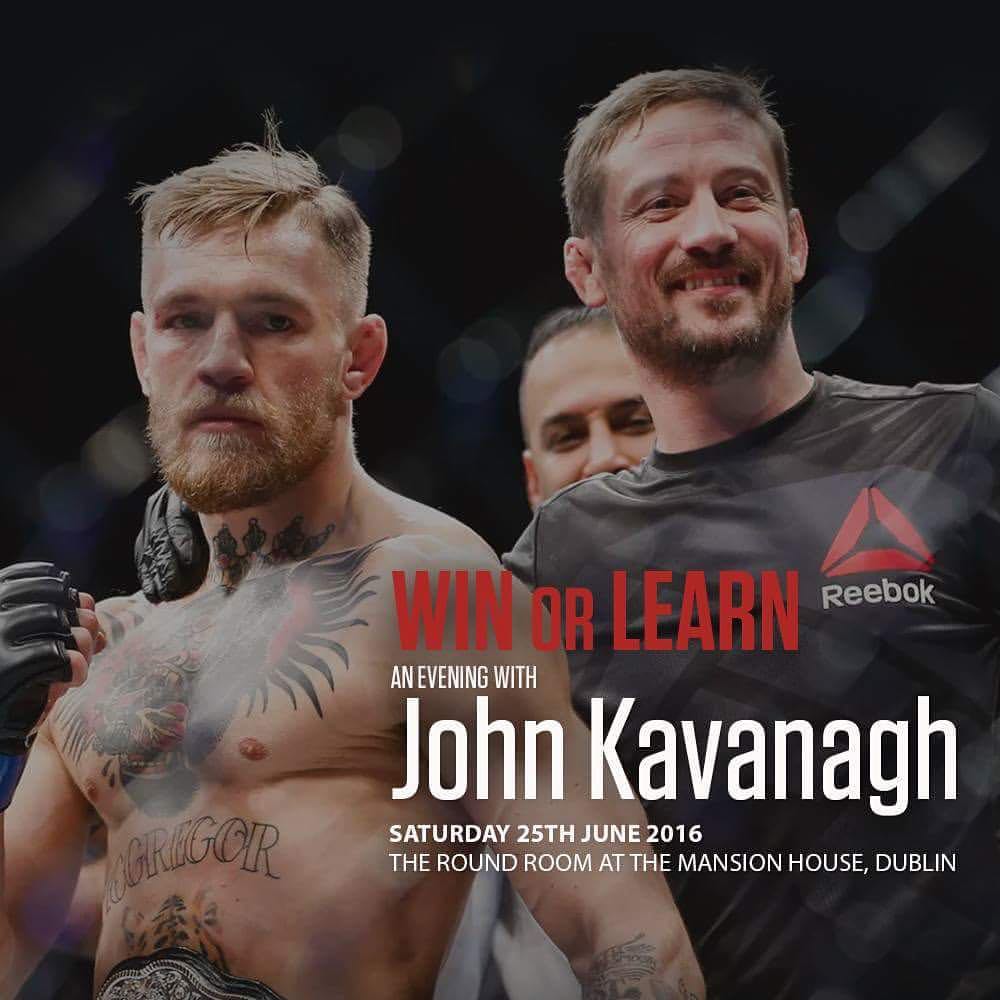 Reebok
WIN OR LEARN
AN EVENING WITH
John Kavanagh
SATURDAY 25TH JUNE 2016
THE ROUND ROOM AT THE MANSION HOUSE, DUBLIN
GREGOR